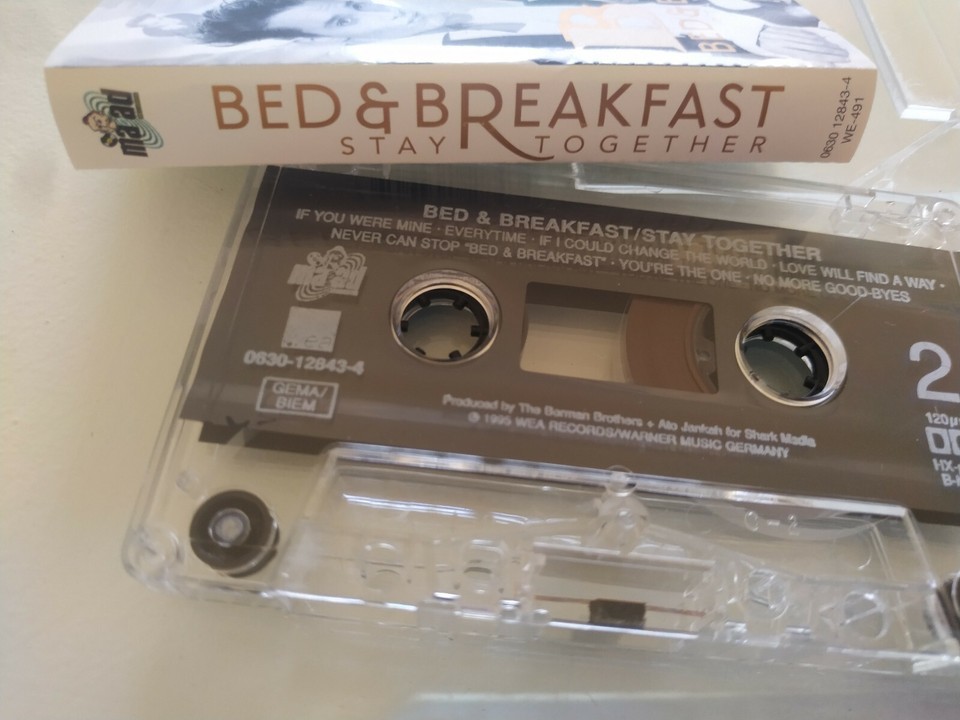 maad
BED & BREAKFAST
STAY TOGETHER
0630 12843-4
WE-491
BED & BREAKFAST/STAY TOGETHER
IF YOU WERE MINE · EVERYTIME · IF I COULD CHANGE THE WORLD · LOVE WILL FIND A WAY ·
NEVER CAN STOP "BED & BREAKFAST" · YOU'RE THE ONE · NO MORE GOOD-BYES
wea
0630-12843-4
GEMA/
BIEM
Produced by The Berman Brothers + Ato Jankah for Shark Media
℗ 1995 WEA RECORDS/WARNER MUSIC GERMANY
2
120µ